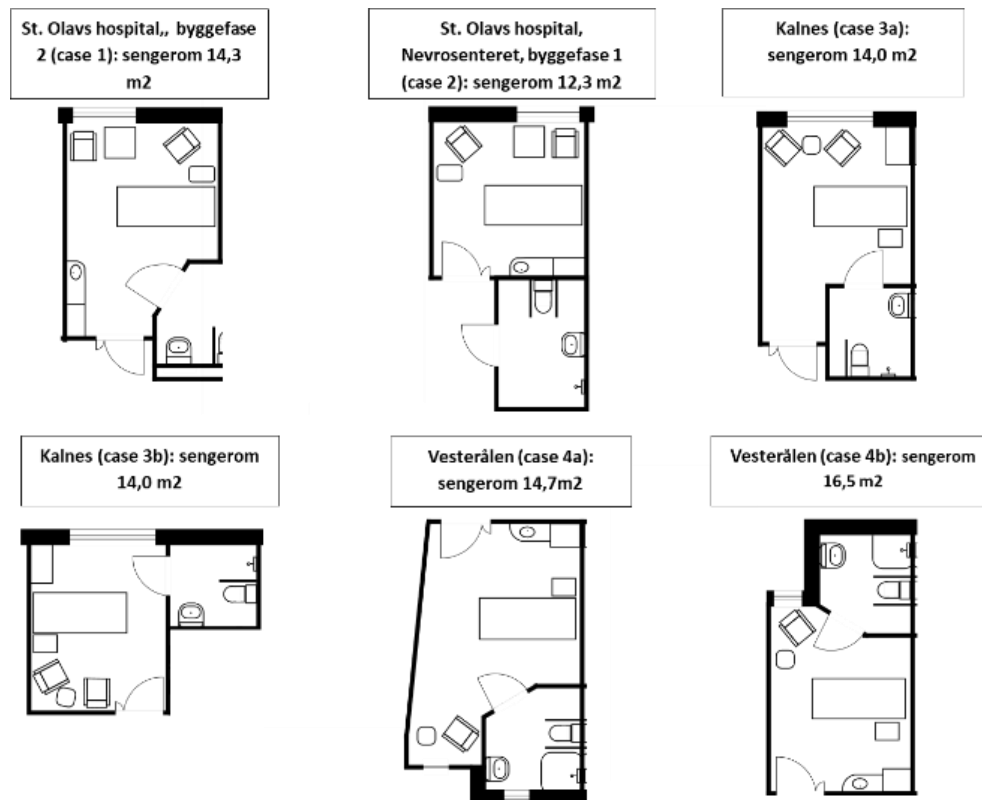 St. Olavs hospital,, byggefase
2 (case 1): sengerom 14,3
m2
St. Olavs hospital,
Nevrosenteret, byggefase 1
(case 2): sengerom 12,3 m2
Kalnes (case 3a):
sengerom 14,0 m2
Kalnes (case 3b): sengerom
14,0 m2
Vesterålen (case 4a):
sengerom 14,7m2
Vesterålen (case 4b): sengerom
16,5 m2